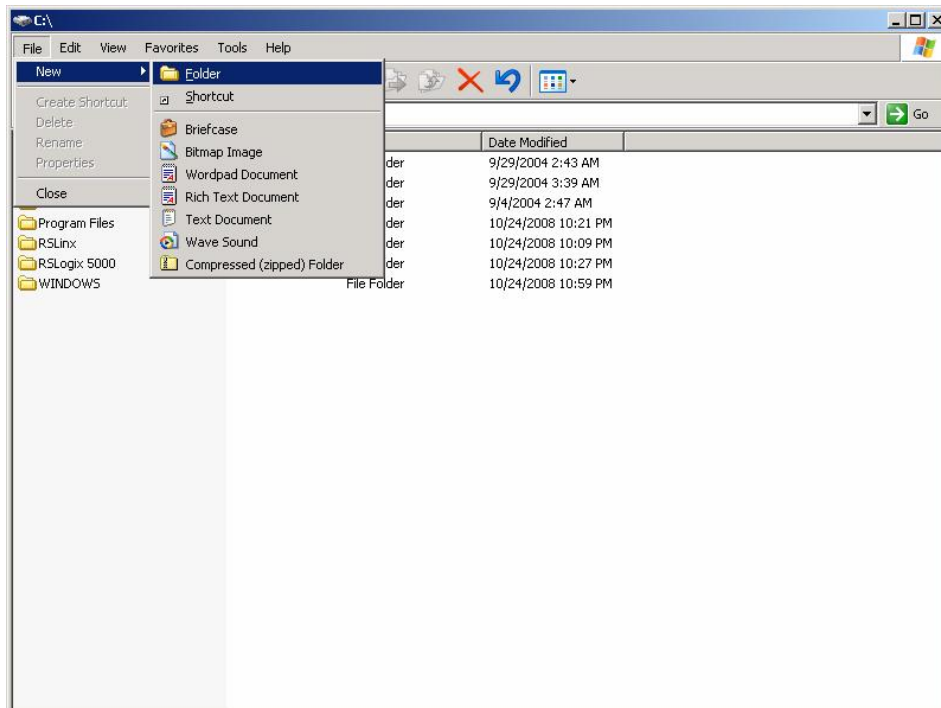 C:\
File Edit View Favorites Tools Help
New
Create Shortcut
Delete
Rename
Properties
Close
Folder
Shortcut
Briefcase
Bitmap Image
Wordpad Document
Rich Text Document
Text Document
Wave Sound
Compressed (zipped) Folder
Go
Date Modified
der 9/29/2004 2:43 AM
der 9/29/2004 3:39 AM
der 9/4/2004 2:47 AM
Program Files der 10/24/2008 10:21 PM
RSLinx der 10/24/2008 10:09 PM
RSLogix 5000 der 10/24/2008 10:27 PM
WINDOWS File Folder 10/24/2008 10:59 PM